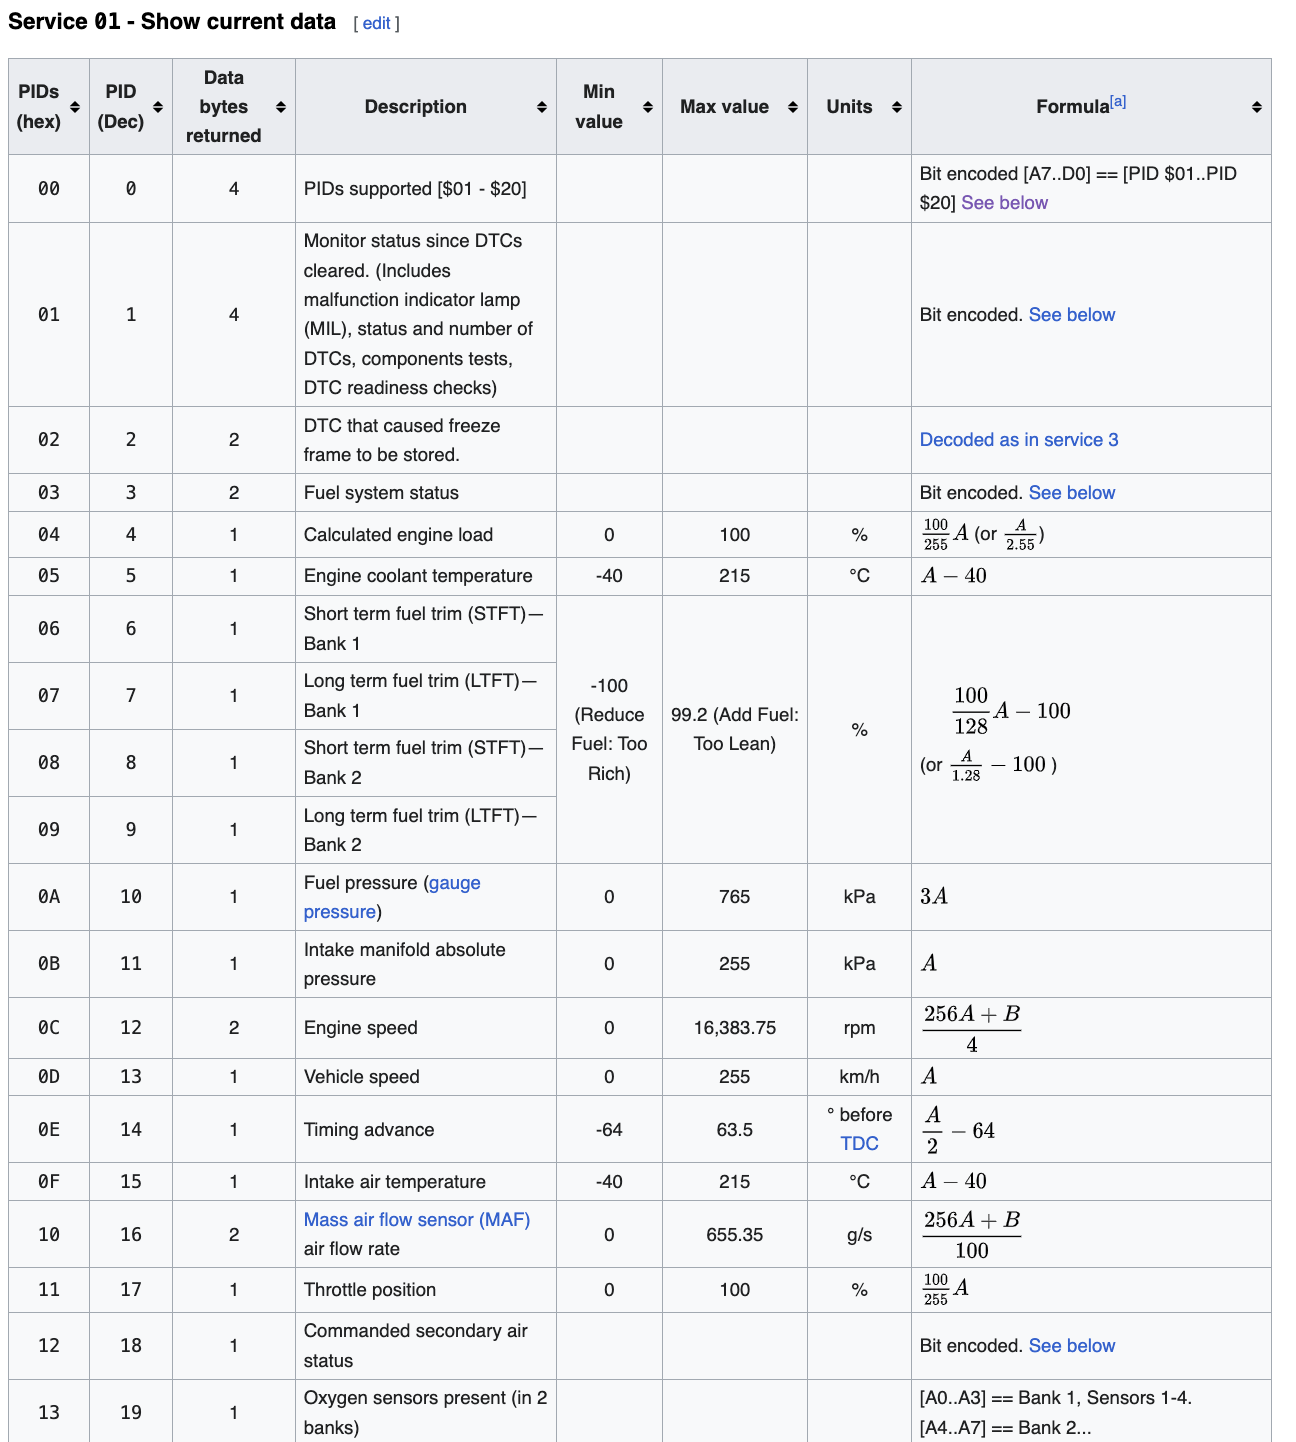 Service 01 - Show current data [ edit ]
PIDs (hex) PID (Dec) Data bytes returned Description Min value Max value Units Formula[a]
00 0 4 PIDs supported [$01 - $20] Bit encoded [A7..D0] == [PID $01..PID
$20] See below
01 1 4 Monitor status since DTCs
cleared. (Includes
malfunction indicator lamp
(MIL), status and number of
DTCs, components tests,
DTC readiness checks) Bit encoded. See below
02 2 2 DTC that caused freeze
frame to be stored. Decoded as in service 3
03 3 2 Fuel system status Bit encoded. See below
04 4 1 Calculated engine load 0 100 % 100/255 A (or A/2.55)
05 5 1 Engine coolant temperature -40 215 °C A − 40
06 6 1 Short term fuel trim (STFT)—
Bank 1
07 7 1 Long term fuel trim (LTFT)—
Bank 1
08 8 1 Short term fuel trim (STFT)—
Bank 2
09 9 1 Long term fuel trim (LTFT)—
Bank 2
-100
(Reduce
Fuel: Too
Rich)
99.2 (Add Fuel:
Too Lean)
%
100/128 A − 100
(or A/1.28 − 100 )
0A 10 1 Fuel pressure (gauge
pressure) 0 765 kPa 3A
0B 11 1 Intake manifold absolute
pressure 0 255 kPa A
0C 12 2 Engine speed 0 16,383.75 rpm 256A + B / 4
0D 13 1 Vehicle speed 0 255 km/h A
0E 14 1 Timing advance -64 63.5 ° before
TDC A/2 − 64
0F 15 1 Intake air temperature -40 215 °C A − 40
10 16 2 Mass air flow sensor (MAF)
air flow rate 0 655.35 g/s 256A + B / 100
11 17 1 Throttle position 0 100 % 100/255 A
12 18 1 Commanded secondary air
status Bit encoded. See below
13 19 1 Oxygen sensors present (in 2
banks) [A0..A3] == Bank 1, Sensors 1-4.
[A4..A7] == Bank 2...